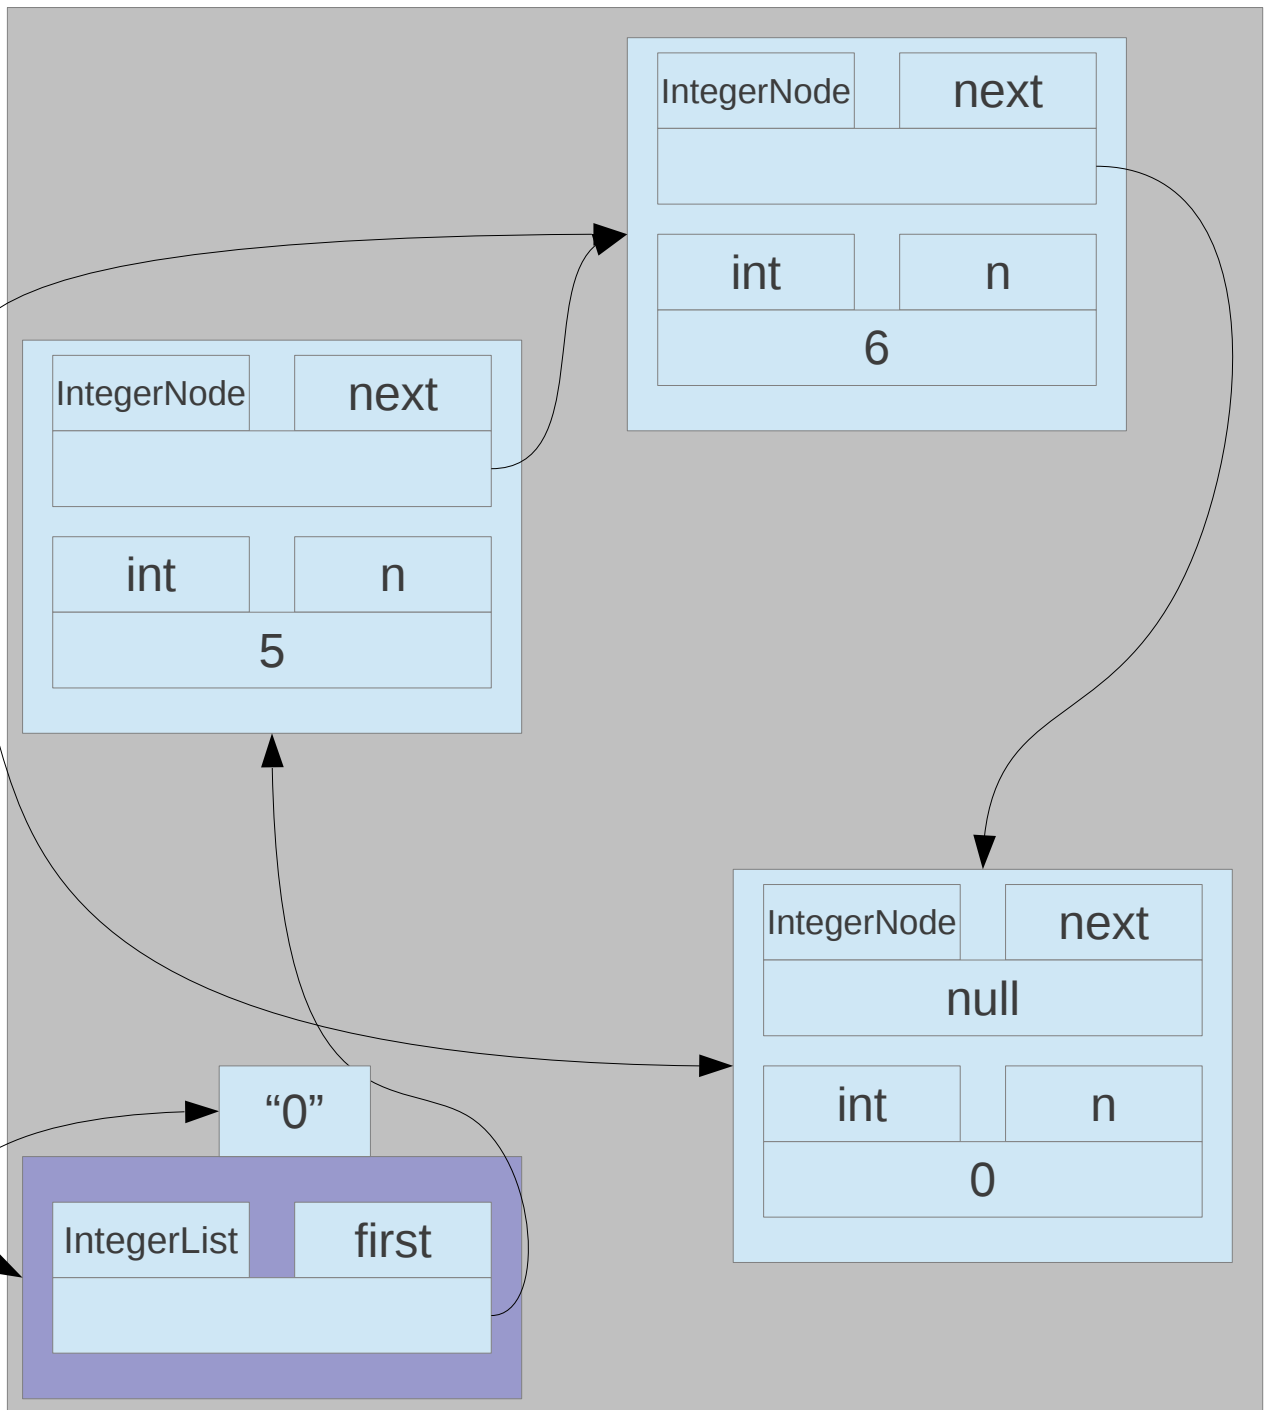 IntegerNode next
int n
6
IntegerNode next
int n
5
IntegerNode next
null
int n
0
“0”
IntegerList first